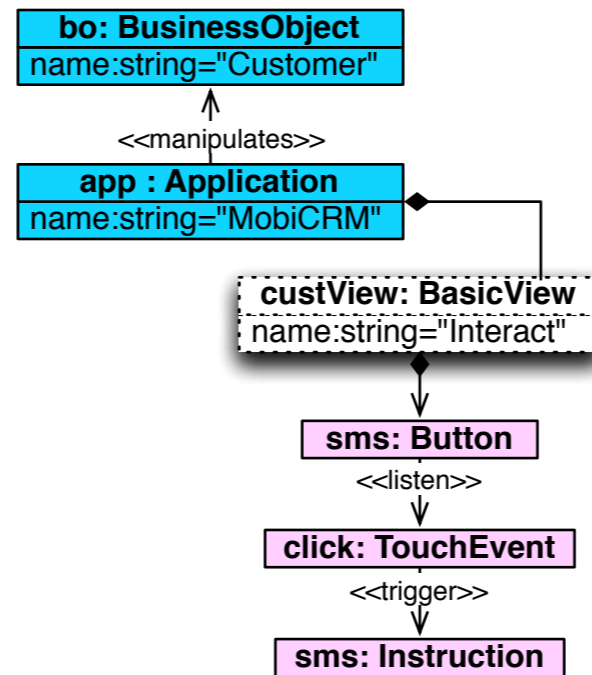 bo: BusinessObject
name:string="Customer"
<<manipulates>>
app : Application
name:string="MobiCRM"
custView: BasicView
name:string="Interact"
sms: Button
<<listen>>
click: TouchEvent
<<trigger>>
sms: Instruction